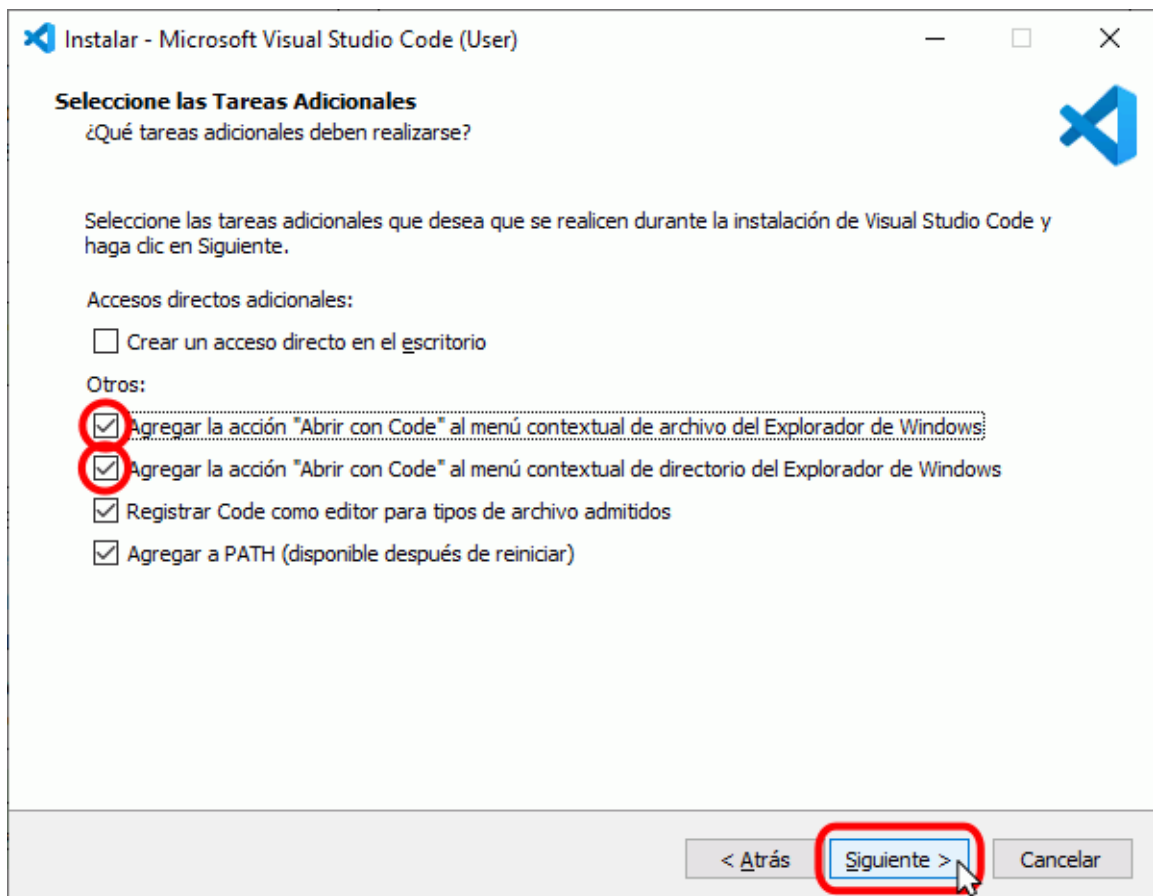 Instalar - Microsoft Visual Studio Code (User)
Seleccione las Tareas Adicionales
¿Qué tareas adicionales deben realizarse?
Seleccione las tareas adicionales que desea que se realicen durante la instalación de Visual Studio Code y
haga clic en Siguiente.
Accesos directos adicionales:
Crear un acceso directo en el escritorio
Otros:
Agregar la acción "Abrir con Code" al menú contextual de archivo del Explorador de Windows
Agregar la acción "Abrir con Code" al menú contextual de directorio del Explorador de Windows
Registrar Code como editor para tipos de archivo admitidos
Agregar a PATH (disponible después de reiniciar)
< Atrás Siguiente > Cancelar